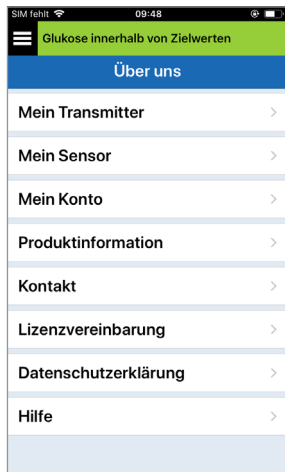 SIM fehlt 09:48
Glukose innerhalb von Zielwerten
Über uns
Mein Transmitter
Mein Sensor
Mein Konto
Produktinformation
Kontakt
Lizenzvereinbarung
Datenschutzerklärung
Hilfe